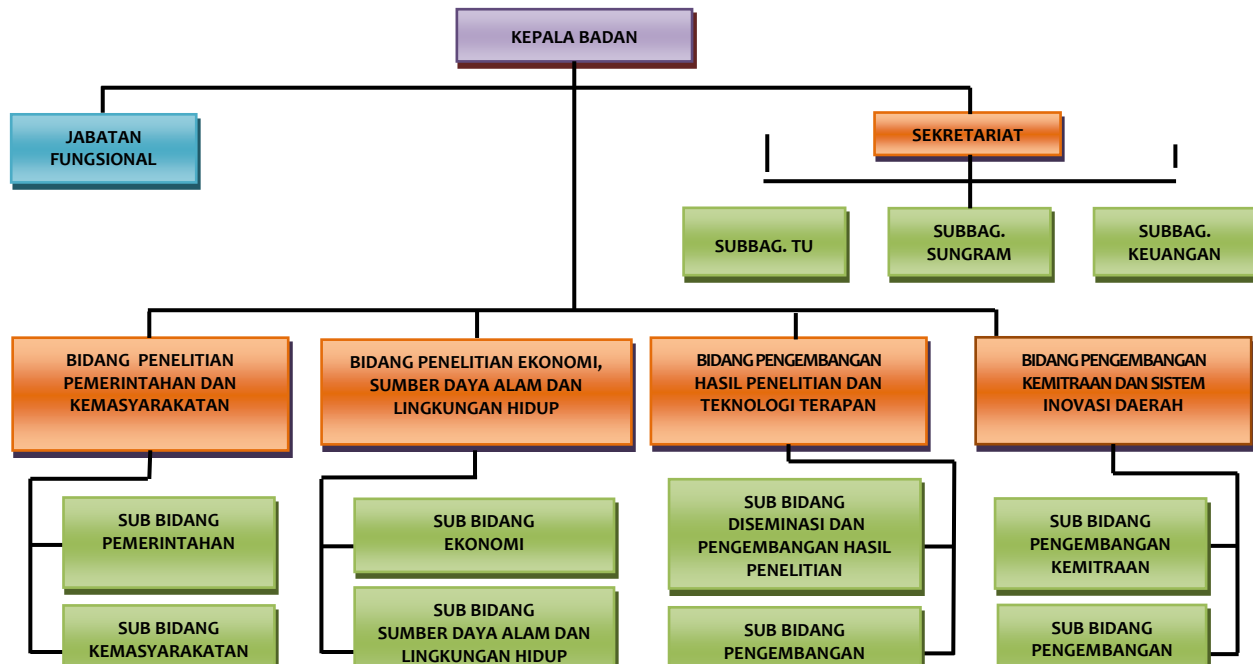 KEPALA BADAN
JABATAN
FUNGSIONAL
SEKRETARIAT
SUBBAG. TU
SUBBAG.
SUNGRAM
SUBBAG.
KEUANGAN
BIDANG PENELITIAN
PEMERINTAHAN DAN
KEMASYARAKATAN
BIDANG PENELITIAN EKONOMI,
SUMBER DAYA ALAM DAN
LINGKUNGAN HIDUP
BIDANG PENGEMBANGAN
HASIL PENELITIAN DAN
TEKNOLOGI TERAPAN
BIDANG PENGEMBANGAN
KEMITRAAN DAN SISTEM
INOVASI DAERAH
SUB BIDANG
PEMERINTAHAN
SUB BIDANG
EKONOMI
SUB BIDANG
DISEMINASI DAN
PENGEMBANGAN HASIL
PENELITIAN
SUB BIDANG
PENGEMBANGAN
KEMITRAAN
SUB BIDANG
KEMASYARAKATAN
SUB BIDANG
SUMBER DAYA ALAM DAN
LINGKUNGAN HIDUP
SUB BIDANG
PENGEMBANGAN
SUB BIDANG
PENGEMBANGAN